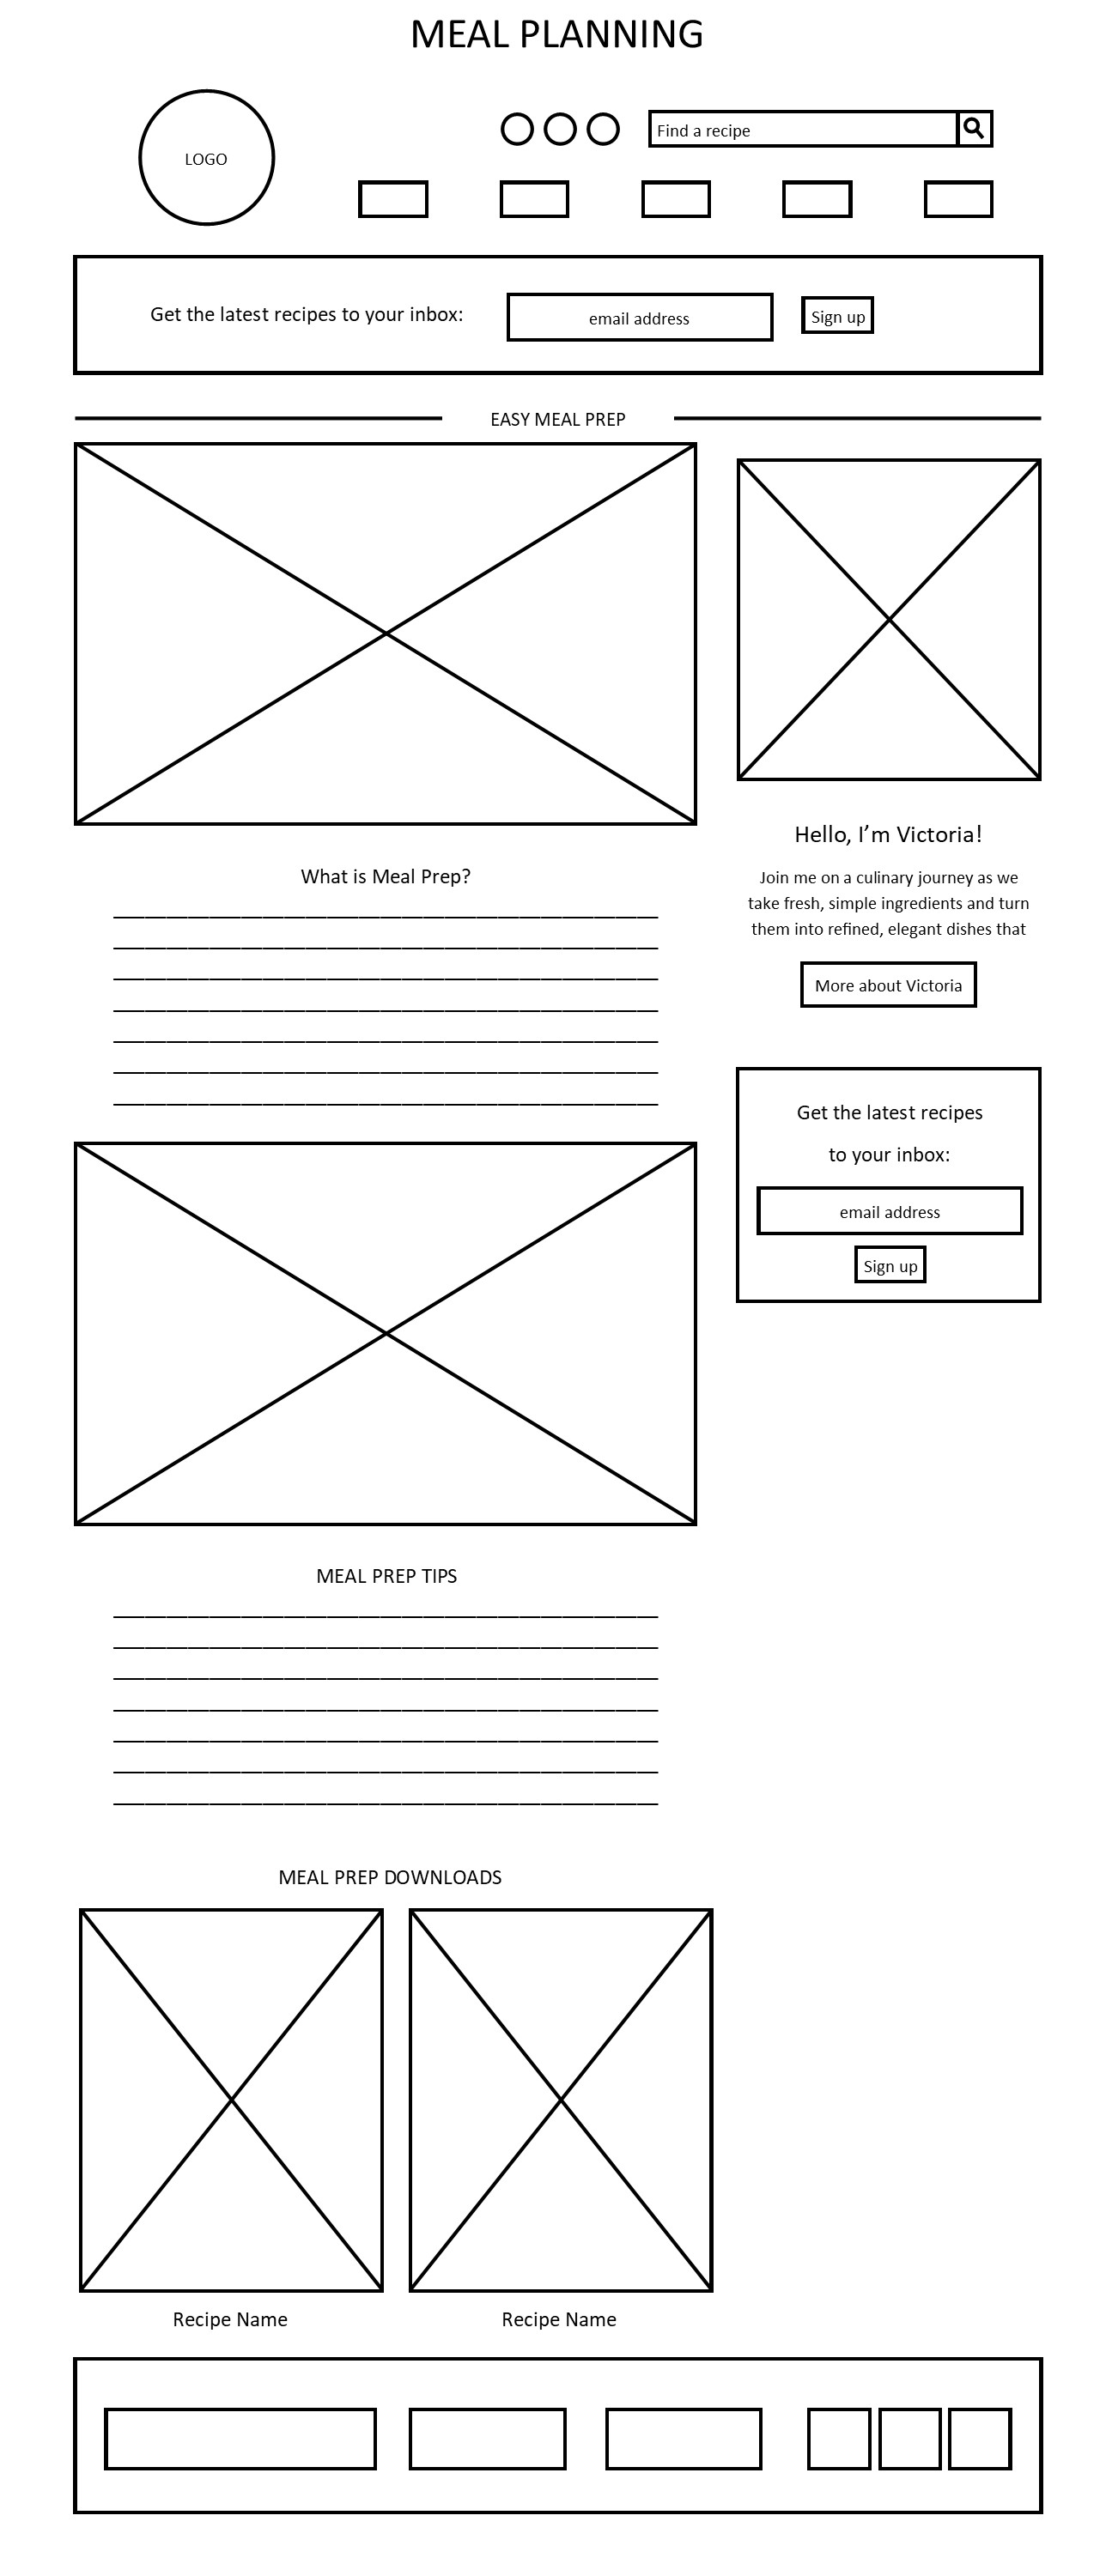 MEAL PLANNING
LOGO
Find a recipe
Get the latest recipes to your inbox:
email address
Sign up
EASY MEAL PREP
What is Meal Prep?
Hello, I’m Victoria!
Join me on a culinary journey as we
take fresh, simple ingredients and turn
them into refined, elegant dishes that
More about Victoria
Get the latest recipes
to your inbox:
email address
Sign up
MEAL PREP TIPS
MEAL PREP DOWNLOADS
Recipe Name
Recipe Name